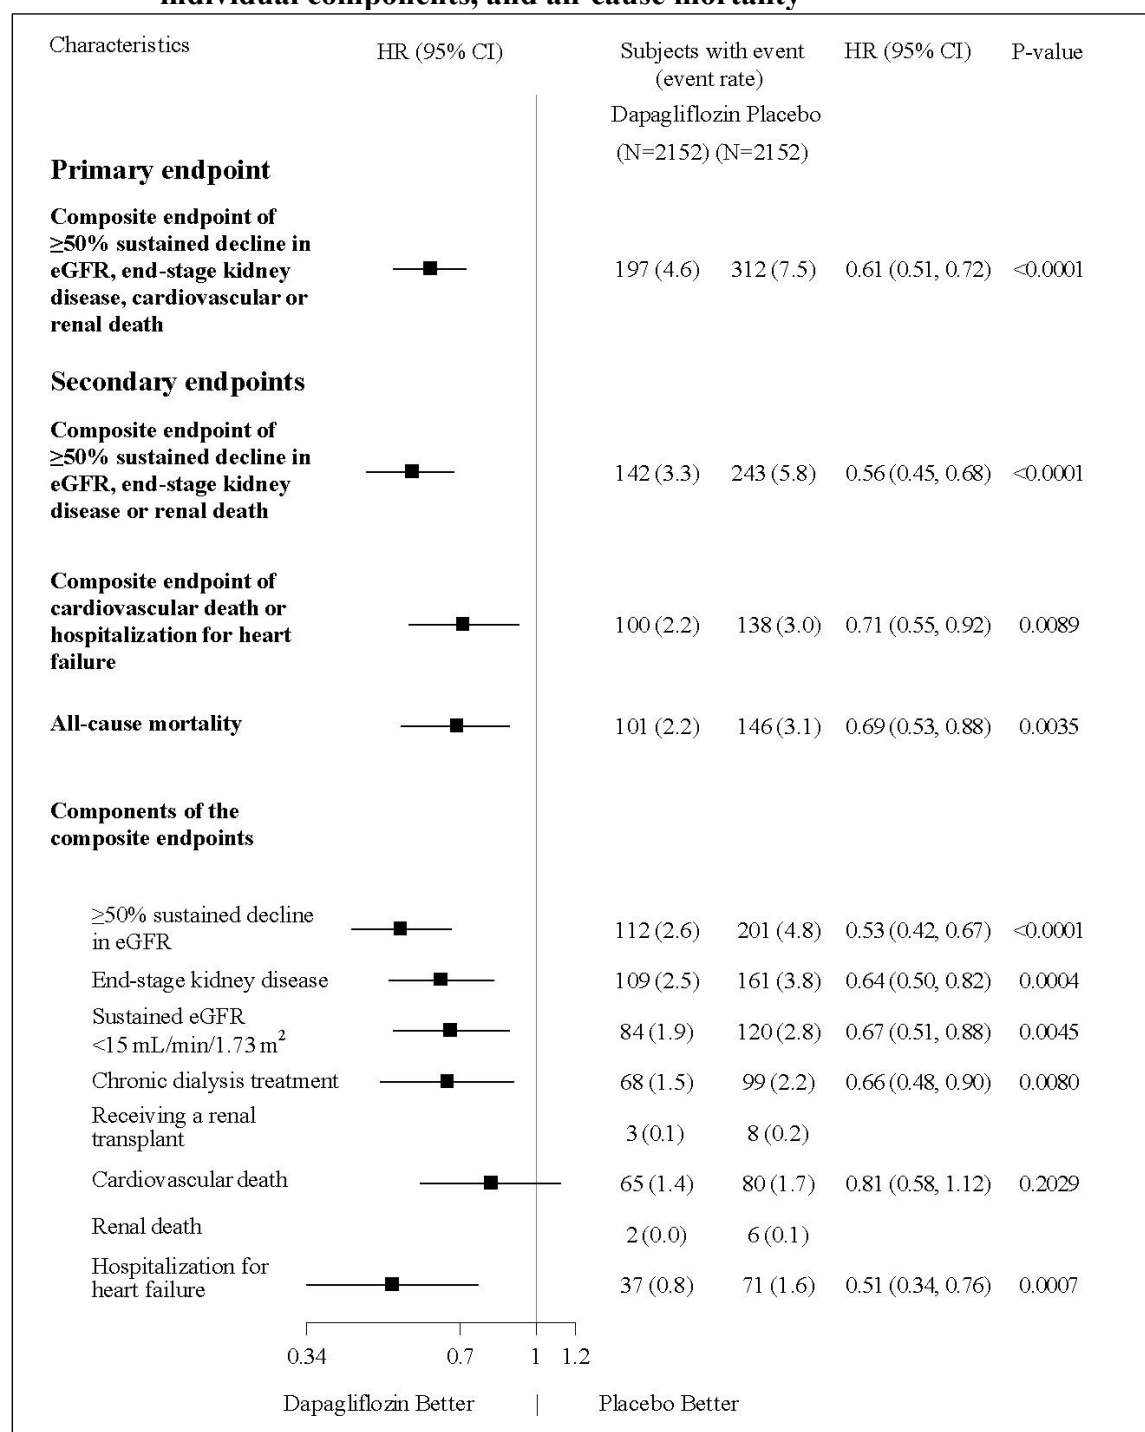 individual components, and all-cause mortality
Characteristics HR (95% CI) Subjects with event HR (95% CI) P-value
(event rate)
Dapagliflozin Placebo
(N=2152) (N=2152)
Primary endpoint
Composite endpoint of
≥50% sustained decline in
eGFR, end-stage kidney 197 (4.6) 312 (7.5) 0.61 (0.51, 0.72) <0.0001
disease, cardiovascular or
renal death
Secondary endpoints
Composite endpoint of
≥50% sustained decline in
eGFR, end-stage kidney 142 (3.3) 243 (5.8) 0.56 (0.45, 0.68) <0.0001
disease or renal death
Composite endpoint of
cardiovascular death or
hospitalization for heart 100 (2.2) 138 (3.0) 0.71 (0.55, 0.92) 0.0089
failure
All-cause mortality 101 (2.2) 146 (3.1) 0.69 (0.53, 0.88) 0.0035
Components of the
composite endpoints
≥50% sustained decline
in eGFR 112 (2.6) 201 (4.8) 0.53 (0.42, 0.67) <0.0001
End-stage kidney disease 109 (2.5) 161 (3.8) 0.64 (0.50, 0.82) 0.0004
Sustained eGFR
<15 mL/min/1.73 m² 84 (1.9) 120 (2.8) 0.67 (0.51, 0.88) 0.0045
Chronic dialysis treatment 68 (1.5) 99 (2.2) 0.66 (0.48, 0.90) 0.0080
Receiving a renal
transplant 3 (0.1) 8 (0.2)
Cardiovascular death 65 (1.4) 80 (1.7) 0.81 (0.58, 1.12) 0.2029
Renal death 2 (0.0) 6 (0.1)
Hospitalization for
heart failure 37 (0.8) 71 (1.6) 0.51 (0.34, 0.76) 0.0007
0.34 0.7 1 1.2
Dapagliflozin Better | Placebo Better